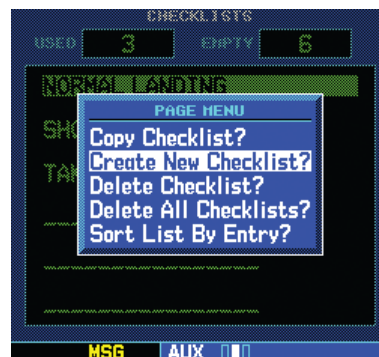 CHECKLISTS
USED 3 EMPTY 6
NORMAL LANDING
PAGE MENU
Copy Checklist?
Create New Checklist?
Delete Checklist?
Delete All Checklists?
Sort List By Entry?
MSG AUX